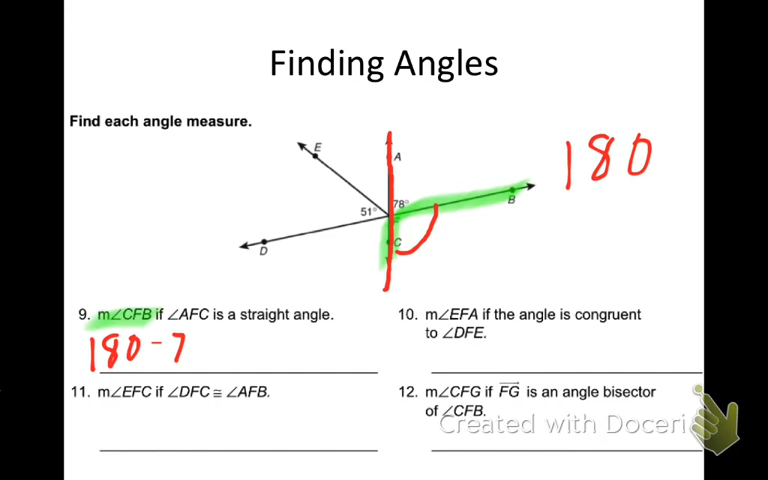 Finding Angles
Find each angle measure.
E
A
180
78°
51°
B
F
C
D
9. m∠CFB if ∠AFC is a straight angle.
180-7
10. m∠EFA if the angle is congruent
to ∠DFE.
11. m∠EFC if ∠DFC ≅ ∠AFB.
12. m∠CFG if FG is an angle bisector
of ∠CFB.
Created with Doceri